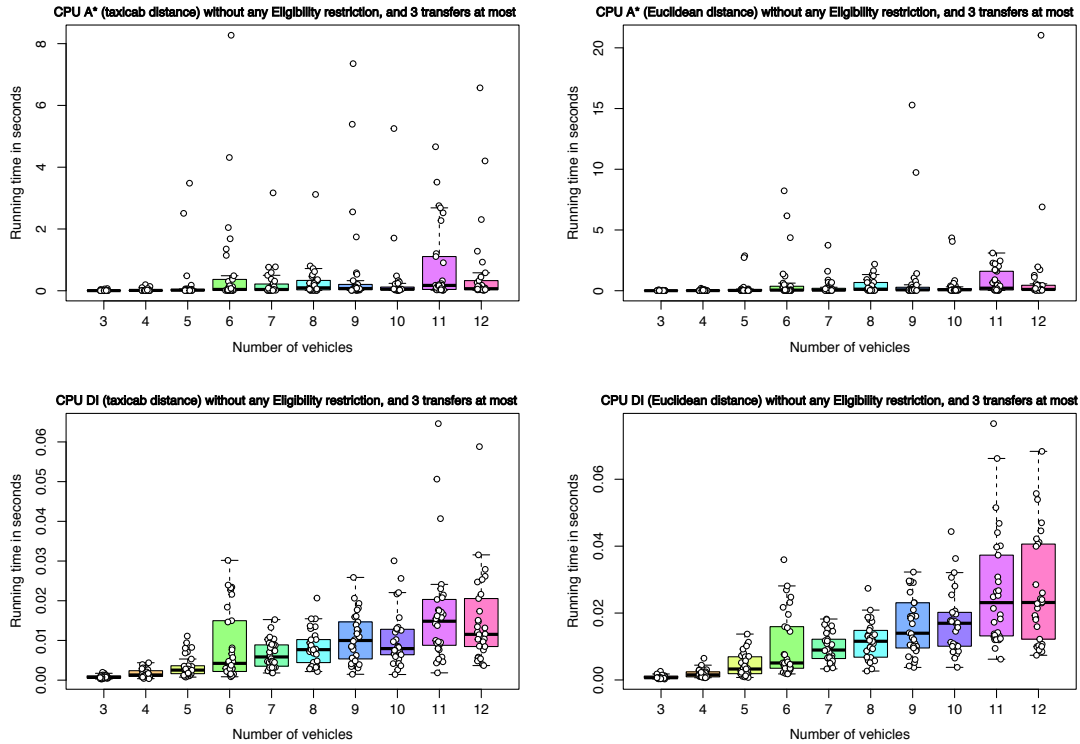 CPU A* (taxicab distance) without any Eligibility restriction, and 3 transfers at most
Running time in seconds
8
6
4
2
0
3 4 5 6 7 8 9 10 11 12
Number of vehicles
CPU A* (Euclidean distance) without any Eligibility restriction, and 3 transfers at most
Running time in seconds
20
15
10
5
0
3 4 5 6 7 8 9 10 11 12
Number of vehicles
CPU DI (taxicab distance) without any Eligibility restriction, and 3 transfers at most
Running time in seconds
0.06
0.05
0.04
0.03
0.02
0.01
0.00
3 4 5 6 7 8 9 10 11 12
Number of vehicles
CPU DI (Euclidean distance) without any Eligibility restriction, and 3 transfers at most
Running time in seconds
0.06
0.04
0.02
0.00
3 4 5 6 7 8 9 10 11 12
Number of vehicles